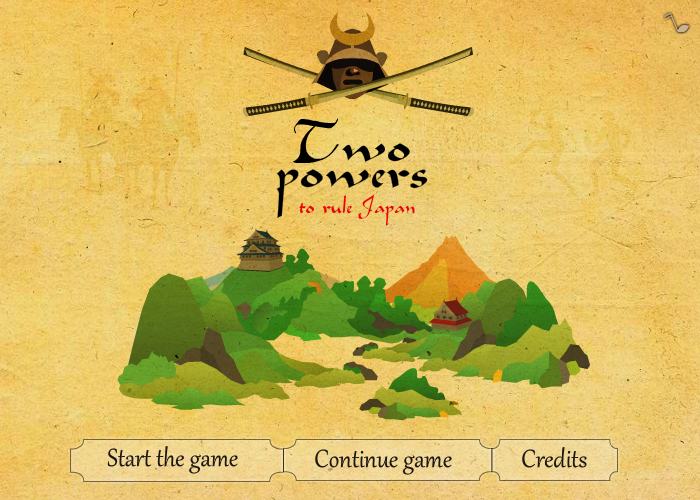 Two
powers
to rule Japan
Start the game
Continue game
Credits